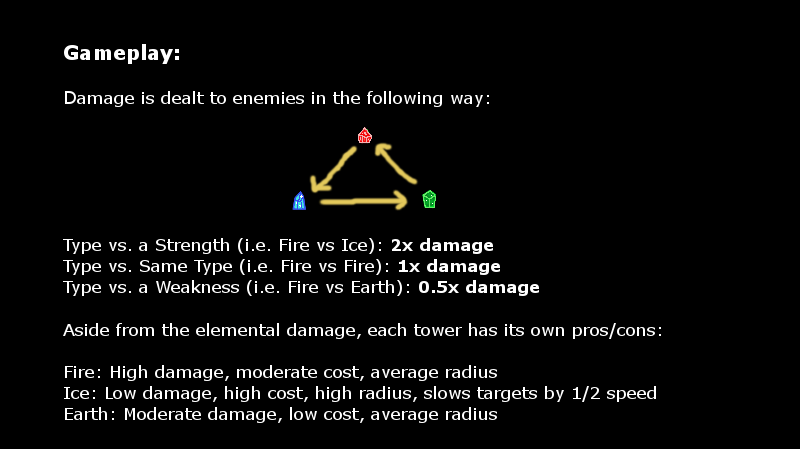 Gameplay:
Damage is dealt to enemies in the following way:
Type vs. a Strength (i.e. Fire vs Ice): 2x damage
Type vs. Same Type (i.e. Fire vs Fire): 1x damage
Type vs. a Weakness (i.e. Fire vs Earth): 0.5x damage
Aside from the elemental damage, each tower has its own pros/cons:
Fire: High damage, moderate cost, average radius
Ice: Low damage, high cost, high radius, slows targets by 1/2 speed
Earth: Moderate damage, low cost, average radius